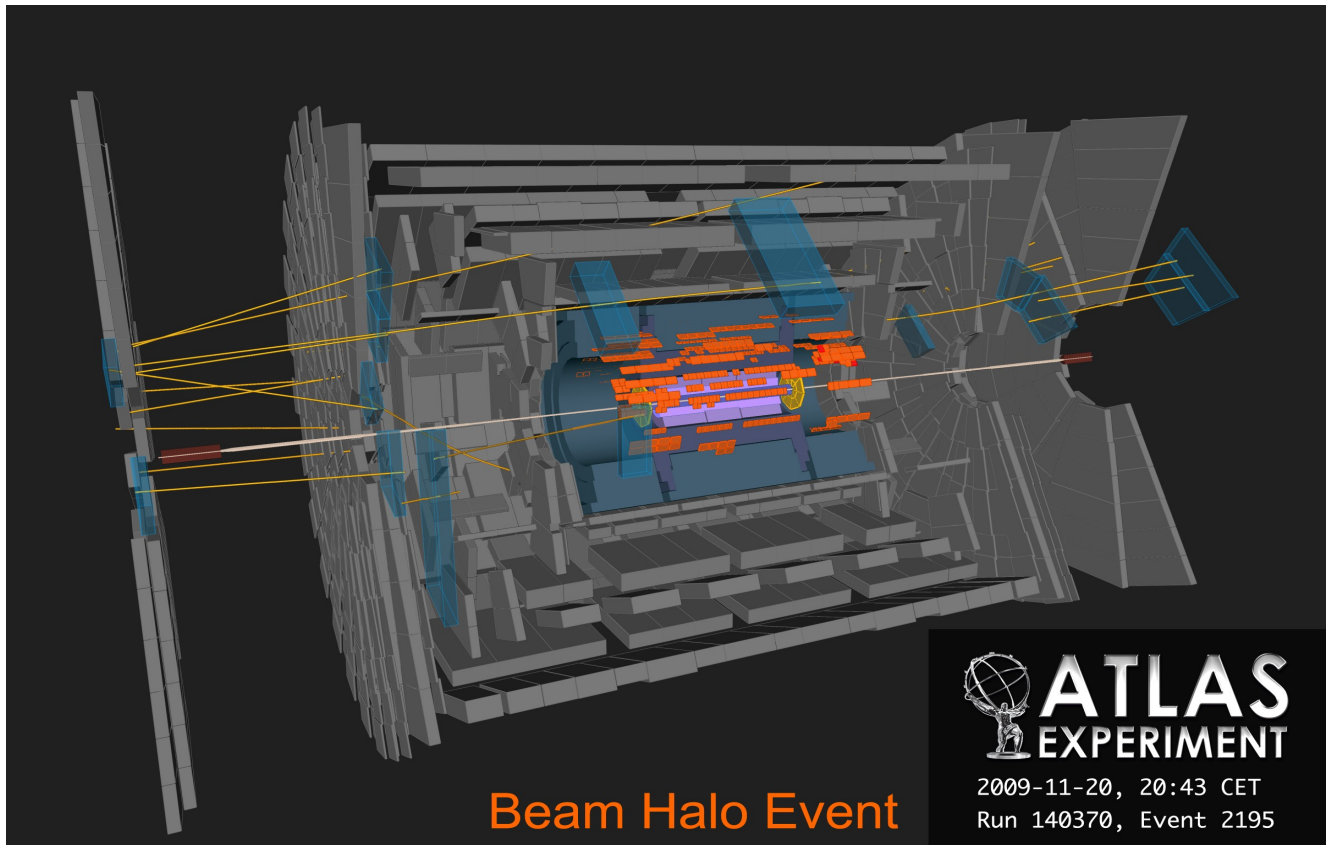 ATLAS
EXPERIMENT
2009-11-20, 20:43 CET
Run 140370, Event 2195
Beam Halo Event